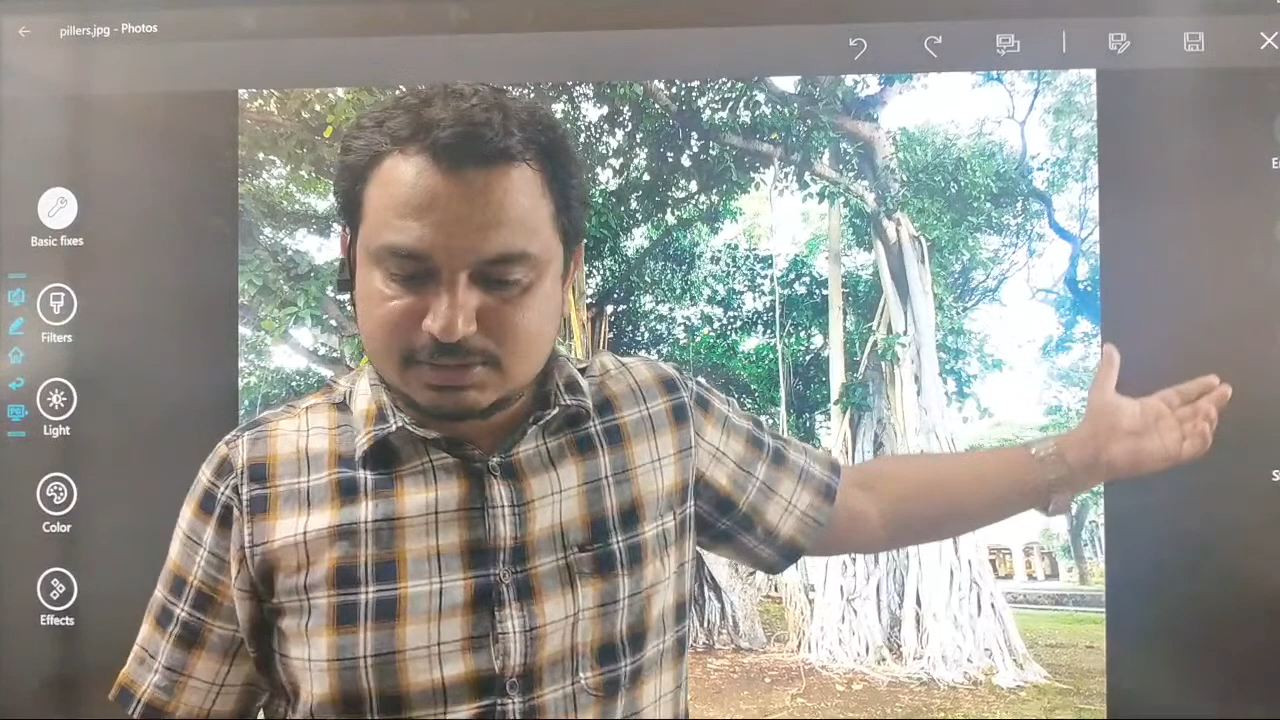 pillers.jpg - Photos
Basic fixes
Filters
Light
Color
Effects